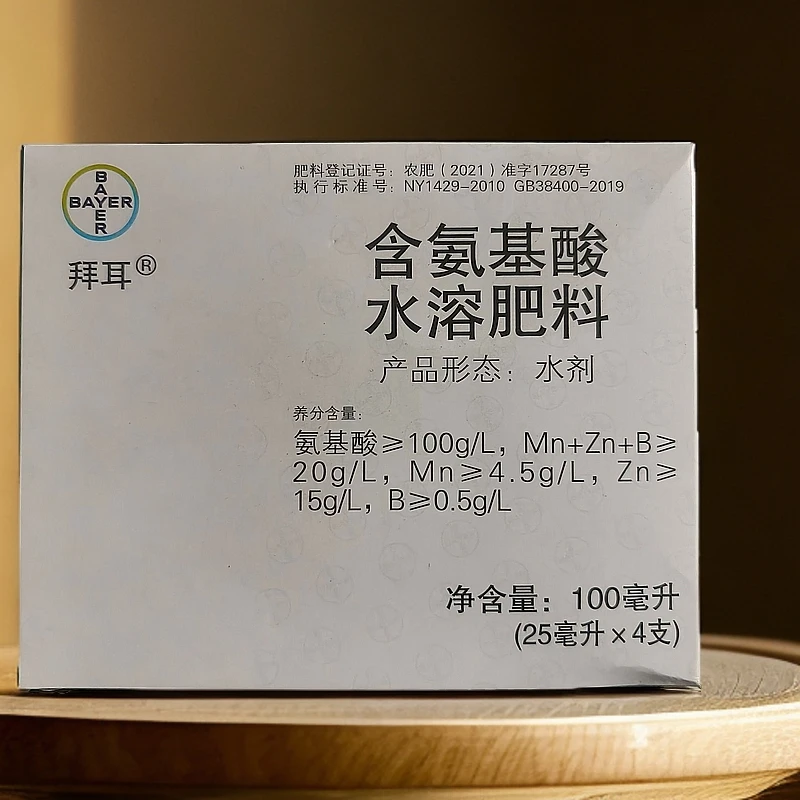 BAYER
BAYER
拜耳®
肥料登记证号：农肥（2021）准字17287号
执行标准号：NY1429-2010 GB38400-2019
含氨基酸
水溶肥料
产品形态：水剂
养分含量：
氨基酸≥100g/L，Mn+Zn+B≥
20g/L，Mn≥4.5g/L，Zn≥
15g/L，B≥0.5g/L
净含量：100毫升
(25毫升×4支)